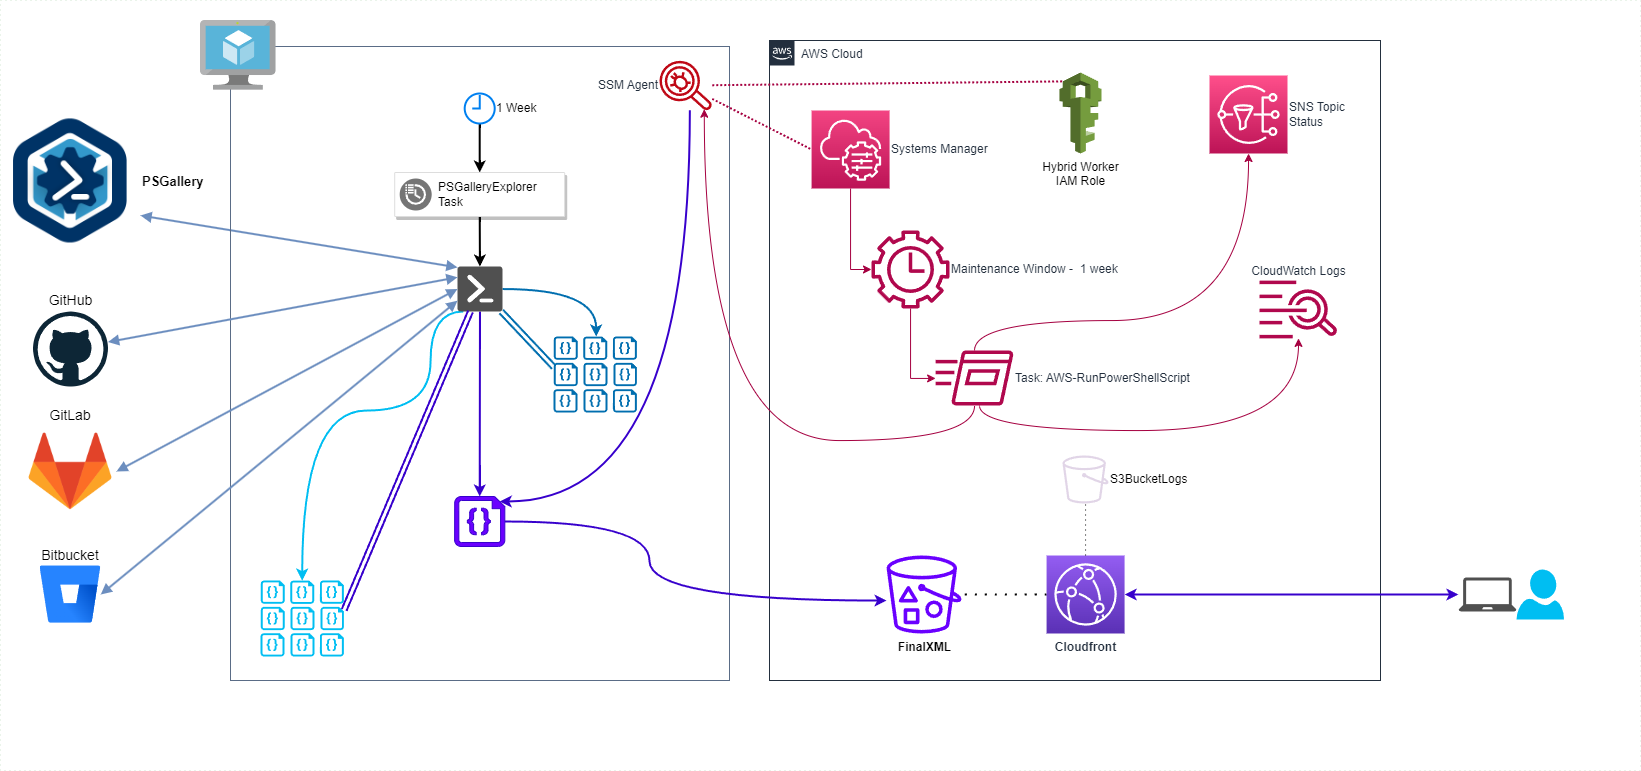 aws
AWS Cloud
SSM Agent
1 Week
SNS Topic
Status
Systems Manager
Hybrid Worker
IAM Role
PSGallery
PSGalleryExplorer
Task
Maintenance Window -  1 week
CloudWatch Logs
GitHub
{}
{}
{}
{}
{}
{}
{}
{}
{}
Task: AWS-RunPowerShellScript
GitLab
S3BucketLogs
{}
Bitbucket
{}
{}
{}
{}
{}
{}
{}
{}
{}
FinalXML
Cloudfront